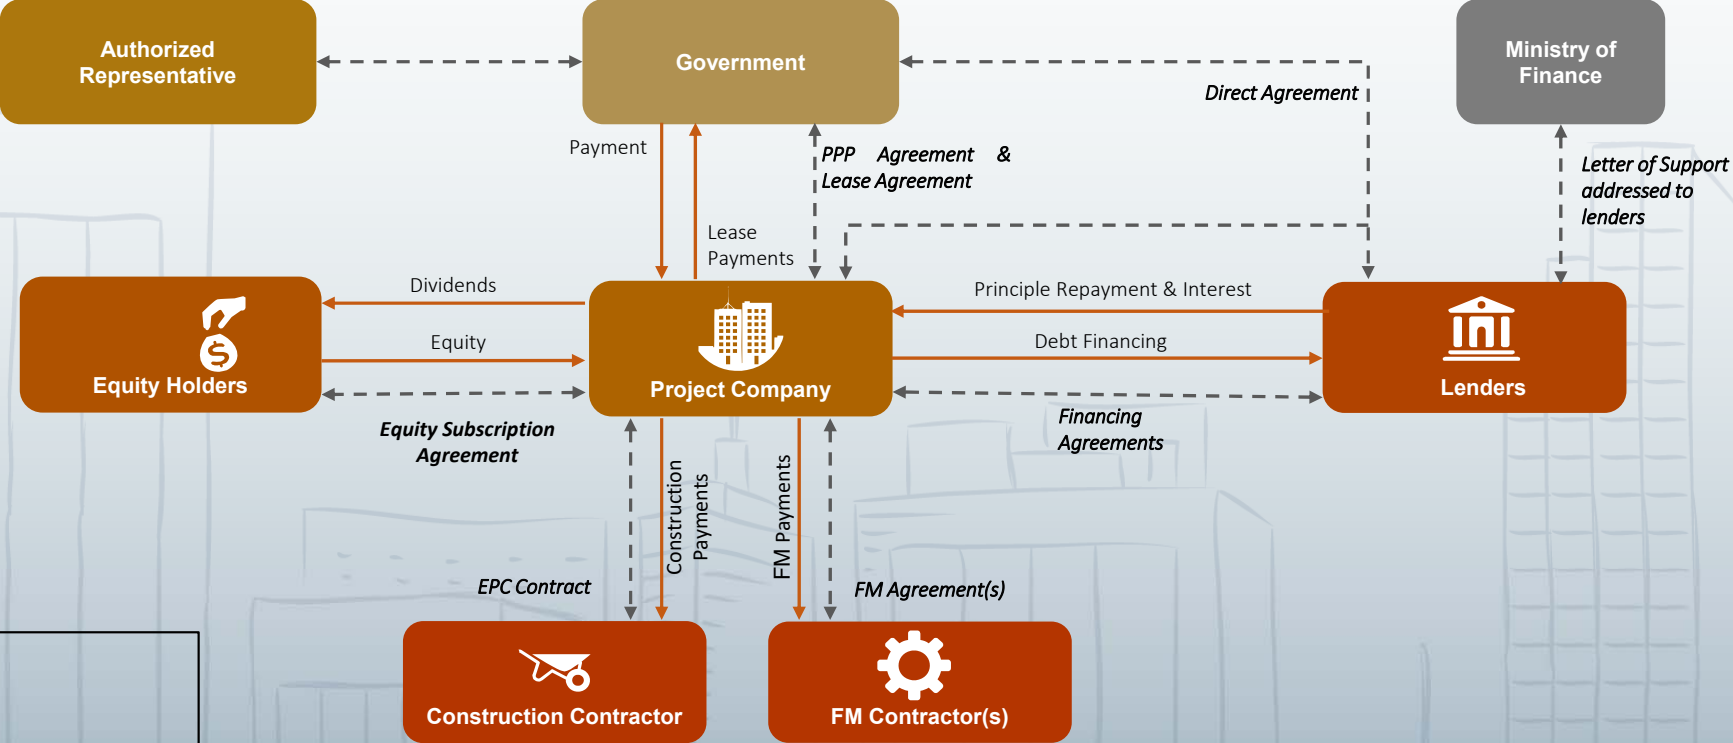 Authorized
Representative
Government
Ministry of
Finance
Direct Agreement
Payment
PPP Agreement &
Lease Agreement
Letter of Support
addressed to
lenders
Lease
Payments
Dividends
Principle Repayment & Interest
Equity
Debt Financing
Equity Holders
Project Company
Lenders
Equity Subscription
Agreement
Financing
Agreements
Construction
Payments
FM Payments
EPC Contract
FM Agreement(s)
Construction Contractor
FM Contractor(s)